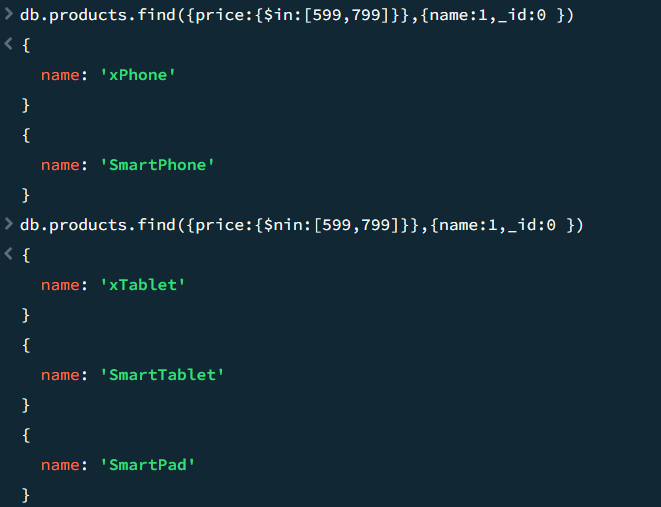 > db.products.find({price:{$in:[599,799]}},{name:1,_id:0 })
< {
name: 'xPhone'
}
{
name: 'SmartPhone'
}
> db.products.find({price:{$nin:[599,799]}},{name:1,_id:0 })
< {
name: 'xTablet'
}
{
name: 'SmartTablet'
}
{
name: 'SmartPad'
}